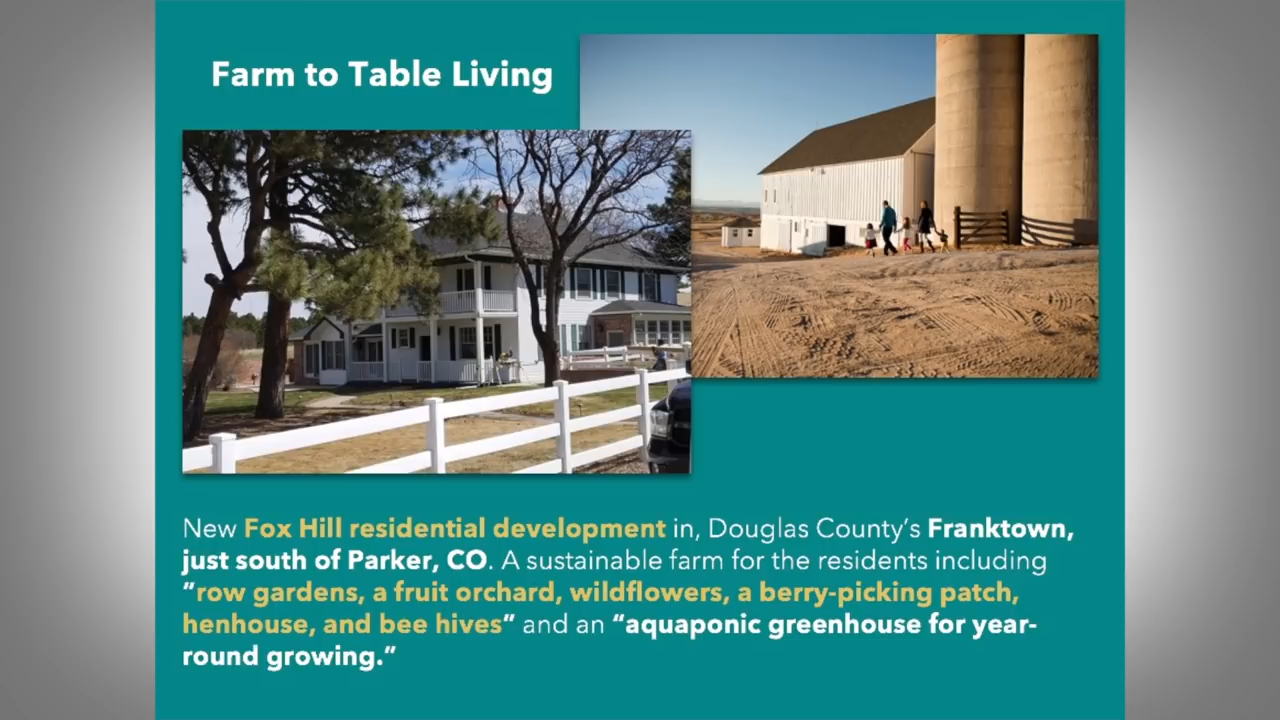 Farm to Table Living
New Fox Hill residential development in, Douglas County’s Franktown,
just south of Parker, CO. A sustainable farm for the residents including
”row gardens, a fruit orchard, wildflowers, a berry-picking patch,
henhouse, and bee hives” and an “aquaponic greenhouse for year-
round growing.”